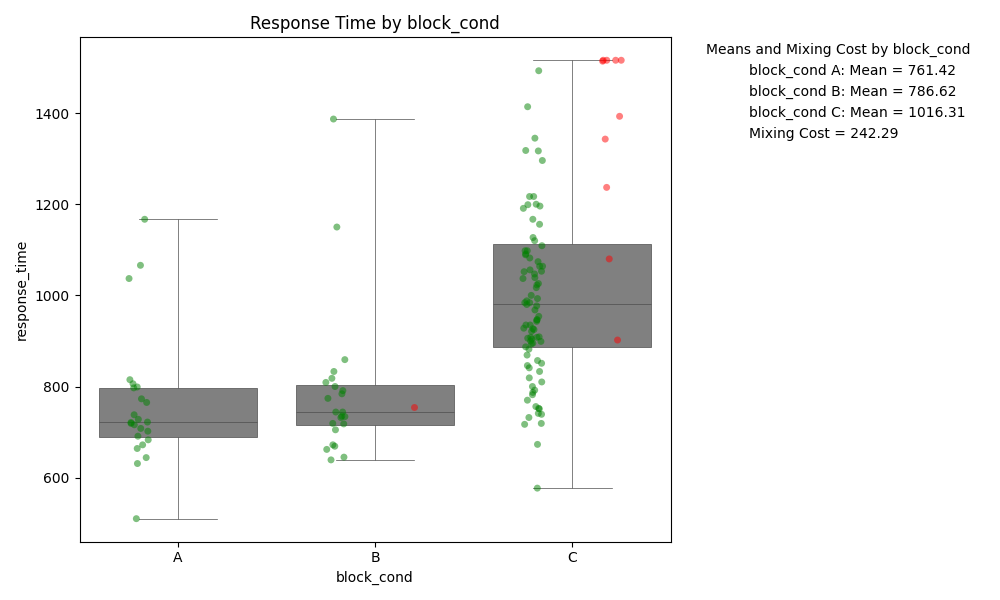 Response Time by block_cond
Means and Mixing Cost by block_cond
block_cond A: Mean = 761.42
block_cond B: Mean = 786.62
block_cond C: Mean = 1016.31
Mixing Cost = 242.29
response_time
1400
1200
1000
800
600
A
B
C
block_cond